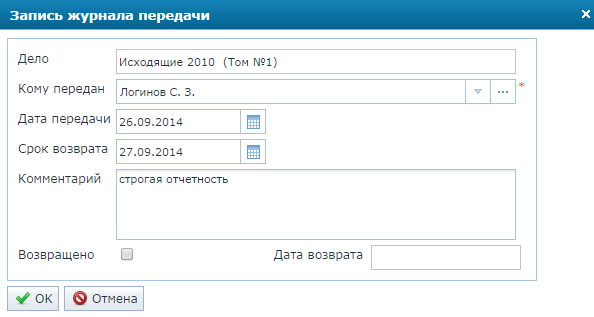 Запись журнала передачи
Дело Исходящие 2010 (Том №1)
Кому передан Логинов С. З. *
Дата передачи 26.09.2014
Срок возврата 27.09.2014
Комментарий строгая отчетность
Возвращено Дата возврата
OK Отмена